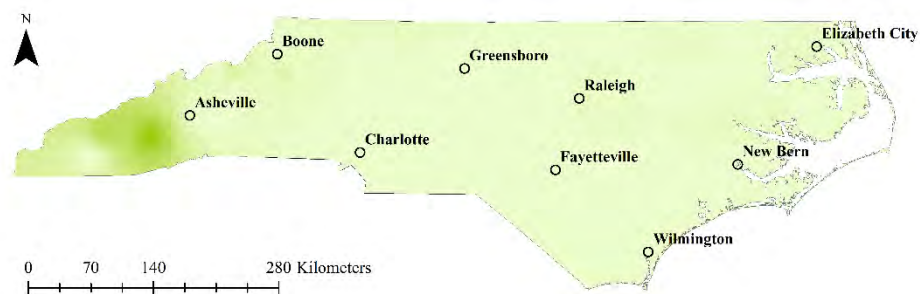 N
Elizabeth City
Boone
Greensboro
Raleigh
Asheville
Charlotte
New Bern
Fayetteville
Wilmington
0 70 140 280 Kilometers